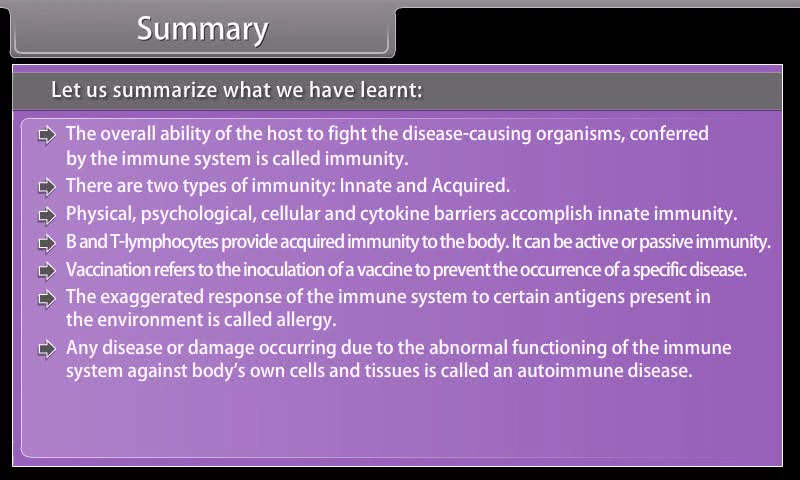 Summary
Let us summarize what we have learnt:
The overall ability of the host to fight the disease-causing organisms, conferred
by the immune system is called immunity.
There are two types of immunity: Innate and Acquired.
Physical, psychological, cellular and cytokine barriers accomplish innate immunity.
B and T-lymphocytes provide acquired immunity to the body. It can be active or passive immunity.
Vaccination refers to the inoculation of a vaccine to prevent the occurrence of a specific disease.
The exaggerated response of the immune system to certain antigens present in
the environment is called allergy.
Any disease or damage occurring due to the abnormal functioning of the immune
system against body's own cells and tissues is called an autoimmune disease.